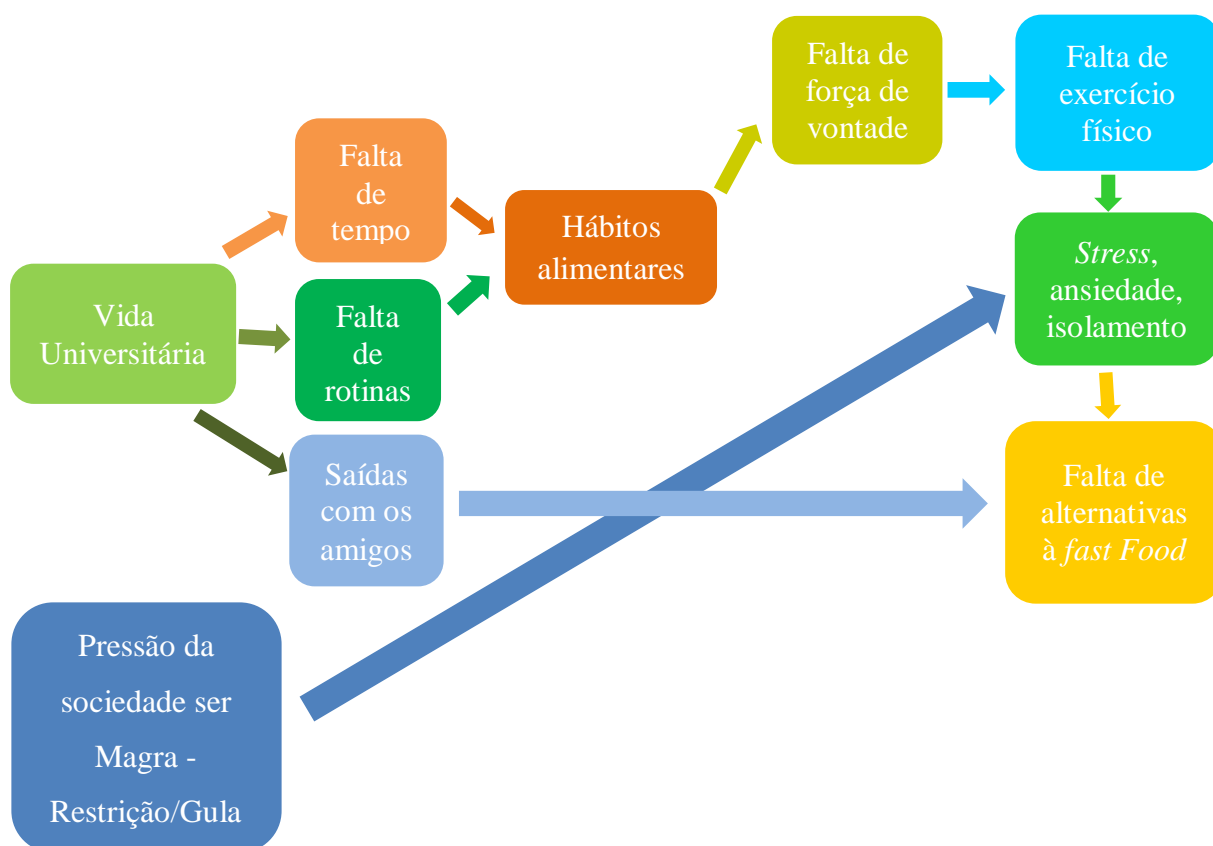 Vida
Universitária
Falta
de
tempo
Falta
de
rotinas
Saídas
com os
amigos
Hábitos
alimentares
Falta de
força de
vontade
Falta de
exercício
físico
Stress,
ansiedade,
isolamento
Falta de
alternativas
à fast Food
Pressão da
sociedade ser
Magra -
Restrição/Gula